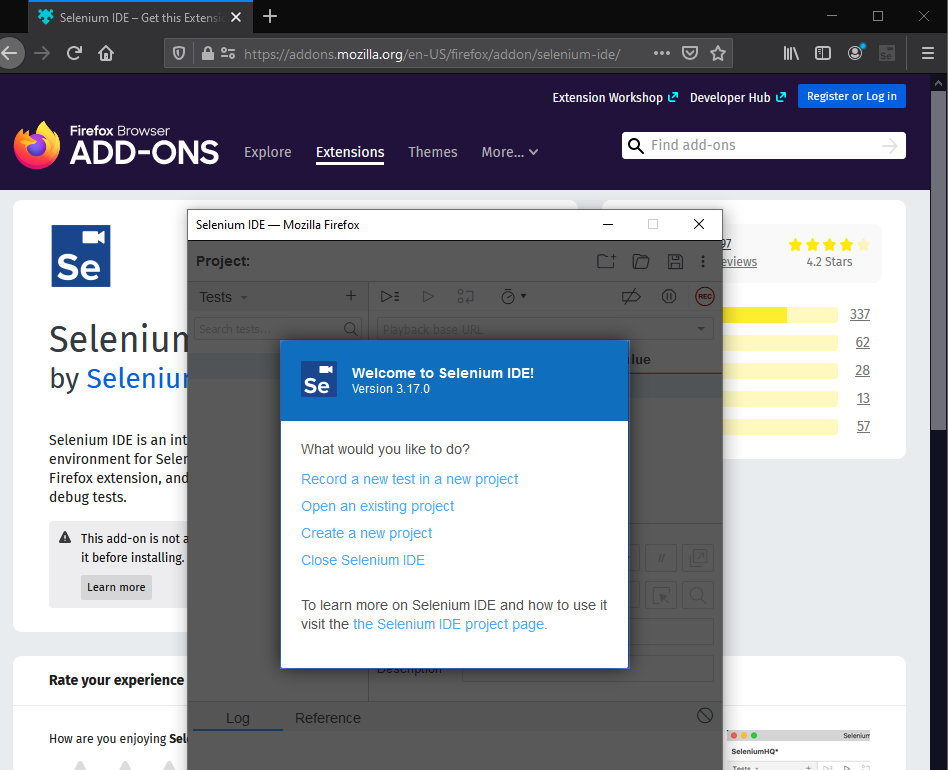 Selenium IDE – Get this Extensi
https://addons.mozilla.org/en-US/firefox/addon/selenium-ide/
Extension Workshop
Developer Hub
Register or Log in
Firefox Browser
ADD-ONS
Explore
Extensions
Themes
More...
Find add-ons
Se
Selenium IDE — Mozilla Firefox
Project:
Tests
Search tests...
Playback base URL
REC
lue
Se
Welcome to Selenium IDE!
Version 3.17.0
What would you like to do?
Record a new test in a new project
Open an existing project
Create a new project
Close Selenium IDE
To learn more on Selenium IDE and how to use it
visit the the Selenium IDE project page.
//
Description
Log
Reference
Selenium
by Selenium
Selenium IDE is an int
environment for Selen
Firefox extension, and
debug tests.
This add-on is not a
it before installing.
Learn more
97
eviews
4.2 Stars
337
62
28
13
57
Rate your experience
How are you enjoying Sel
Selenium
SeleniumHQ*
Tests